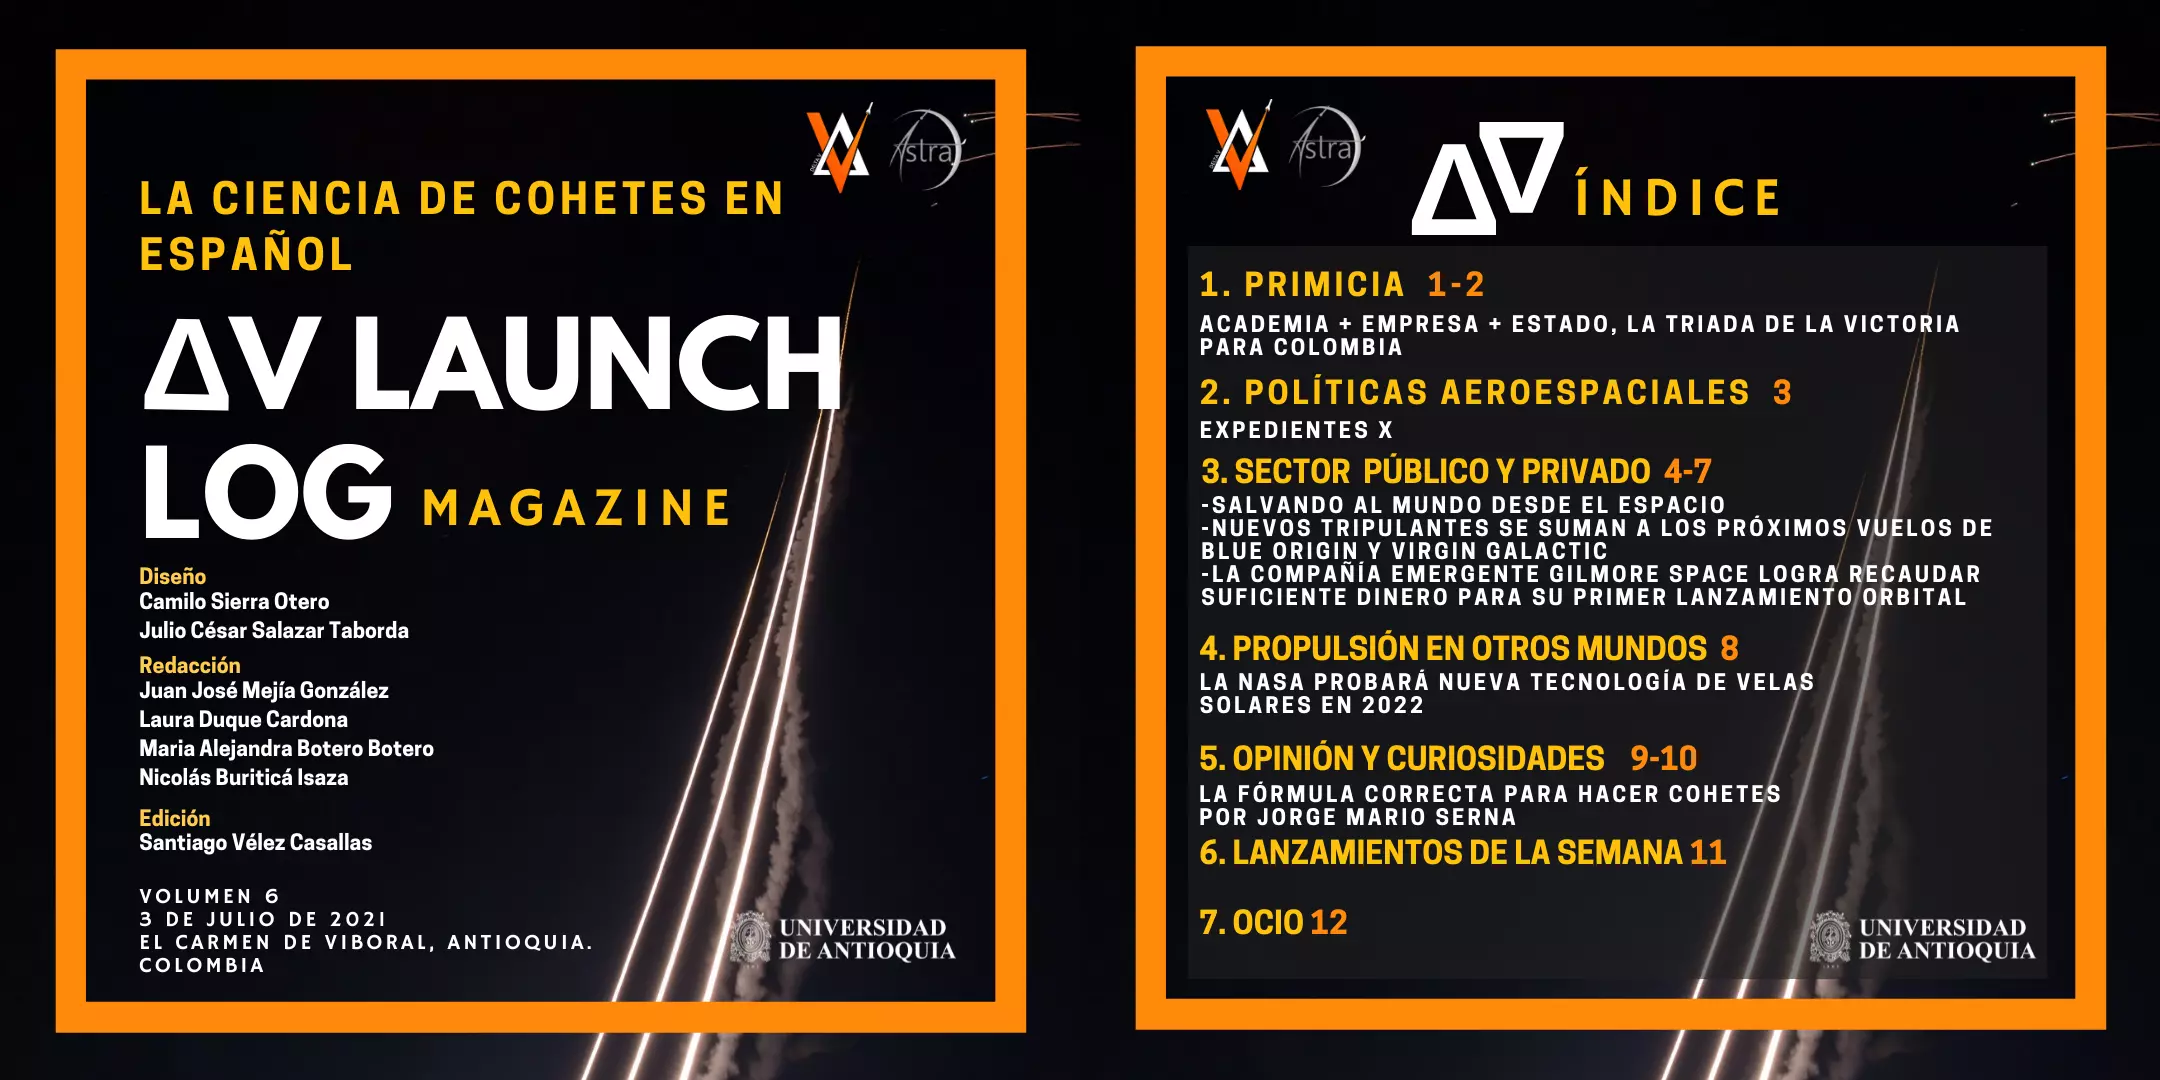 LA CIENCIA DE COHETES EN
ESPAÑOL
ΔV LAUNCH
LOG MAGAZINE
Diseño
Camilo Sierra Otero
Julio César Salazar Taborda
Redacción
Juan José Mejía González
Laura Duque Cardona
Maria Alejandra Botero Botero
Nicolás Buriticá Isaza
Edición
Santiago Vélez Casallas
VOLUMEN 6
3 DE JULIO DE 2021
EL CARMEN DE VIBORAL, ANTIOQUIA.
COLOMBIA
Astra
UNIVERSIDAD
DE ANTIOQUIA
Astra
ΔV ÍNDICE
1. PRIMICIA 1-2
ACADEMIA + EMPRESA + ESTADO, LA TRIADA DE LA VICTORIA
PARA COLOMBIA
2. POLÍTICAS AEROESPACIALES 3
EXPEDIENTES X
3. SECTOR PÚBLICO Y PRIVADO 4-7
-SALVANDO AL MUNDO DESDE EL ESPACIO
-NUEVOS TRIPULANTES SE SUMAN A LOS PRÓXIMOS VUELOS DE
BLUE ORIGIN Y VIRGIN GALACTIC
-LA COMPAÑÍA EMERGENTE GILMORE SPACE LOGRA RECAUDAR
SUFICIENTE DINERO PARA SU PRIMER LANZAMIENTO ORBITAL
4. PROPULSIÓN EN OTROS MUNDOS 8
LA NASA PROBARÁ NUEVA TECNOLOGÍA DE VELAS
SOLARES EN 2022
5. OPINIÓN Y CURIOSIDADES 9-10
LA FÓRMULA CORRECTA PARA HACER COHETES
POR JORGE MARIO SERNA
6. LANZAMIENTOS DE LA SEMANA 11
7. OCIO 12
UNIVERSIDAD
DE ANTIOQUIA